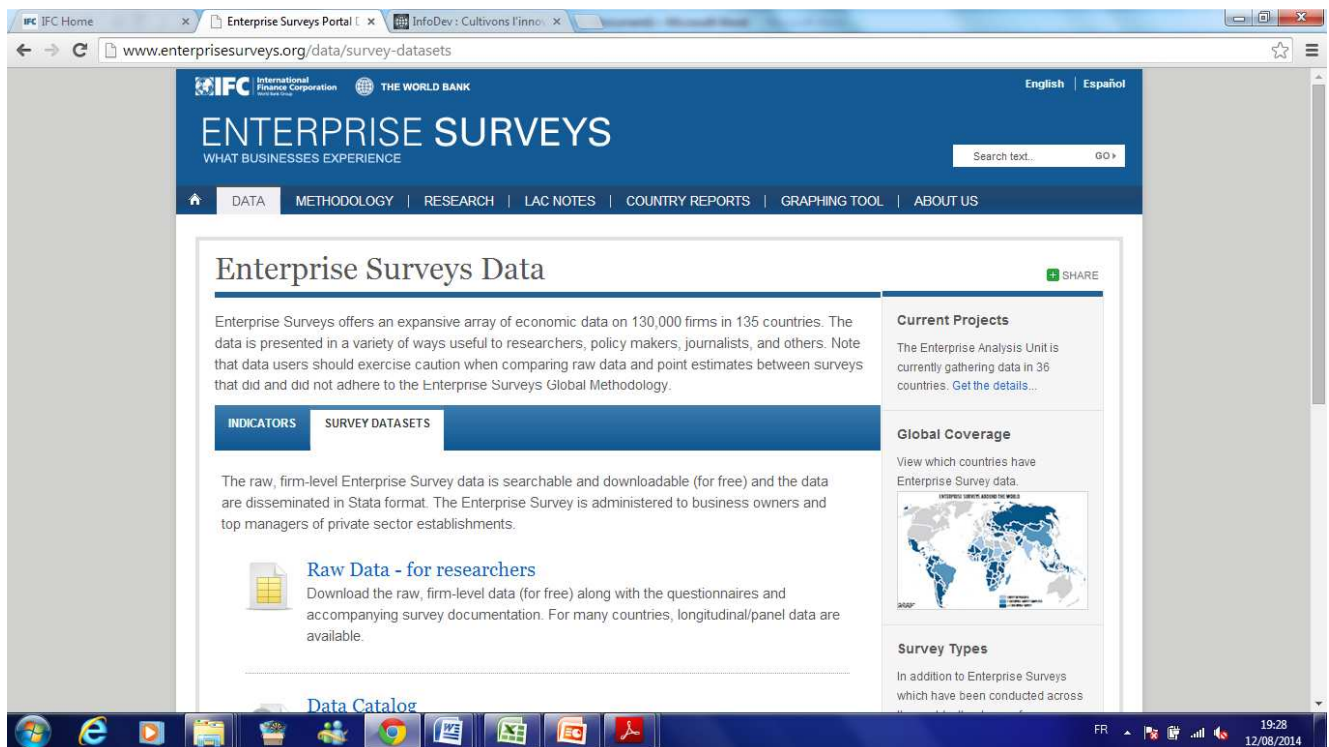 IFC IFC Home
Enterprise Surveys Portal
InfoDev : Cultivons l'inno
www.enterprisesurveys.org/data/survey-datasets
IFC International Finance Corporation World Bank Group THE WORLD BANK
English | Español
ENTERPRISE SURVEYS
WHAT BUSINESSES EXPERIENCE
Search text.. GO
DATA METHODOLOGY | RESEARCH | LAC NOTES | COUNTRY REPORTS | GRAPHING TOOL | ABOUT US
Enterprise Surveys Data
SHARE
Enterprise Surveys offers an expansive array of economic data on 130,000 firms in 135 countries. The
data is presented in a variety of ways useful to researchers, policy makers, journalists, and others. Note
that data users should exercise caution when comparing raw data and point estimates between surveys
that did and did not adhere to the Enterprise Surveys Global Methodology.
INDICATORS SURVEY DATASETS
The raw, firm-level Enterprise Survey data is searchable and downloadable (for free) and the data
are disseminated in Stata format. The Enterprise Survey is administered to business owners and
top managers of private sector establishments.
Raw Data - for researchers
Download the raw, firm-level data (for free) along with the questionnaires and
accompanying survey documentation. For many countries, longitudinal/panel data are
available.
Data Catalog
Current Projects
The Enterprise Analysis Unit is
currently gathering data in 36
countries. Get the details...
Global Coverage
View which countries have
Enterprise Survey data.
ENTERPRISE SURVEYS AROUND THE WORLD
Survey Types
In addition to Enterprise Surveys
which have been conducted across
FR
19:28
12/08/2014